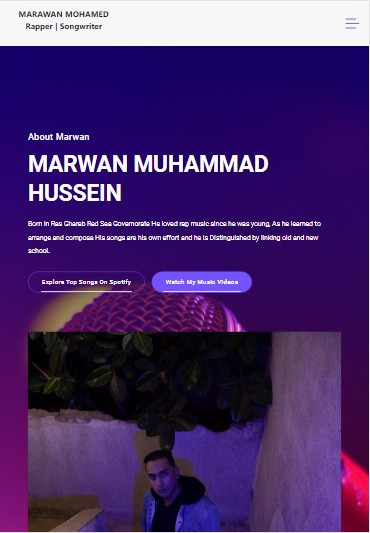 MARAWAN MOHAMED
Rapper | Songwriter
About Marwan
MARWAN MUHAMMAD
HUSSEIN
Born in Ras Ghareb Red Sea Governorate He loved rap music since he was young, As he learned to
arrange and compose His songs are his own effort and he is Distinguished by linking old and new
school.
Explore Top Songs On Spotify
Watch My Music Videos